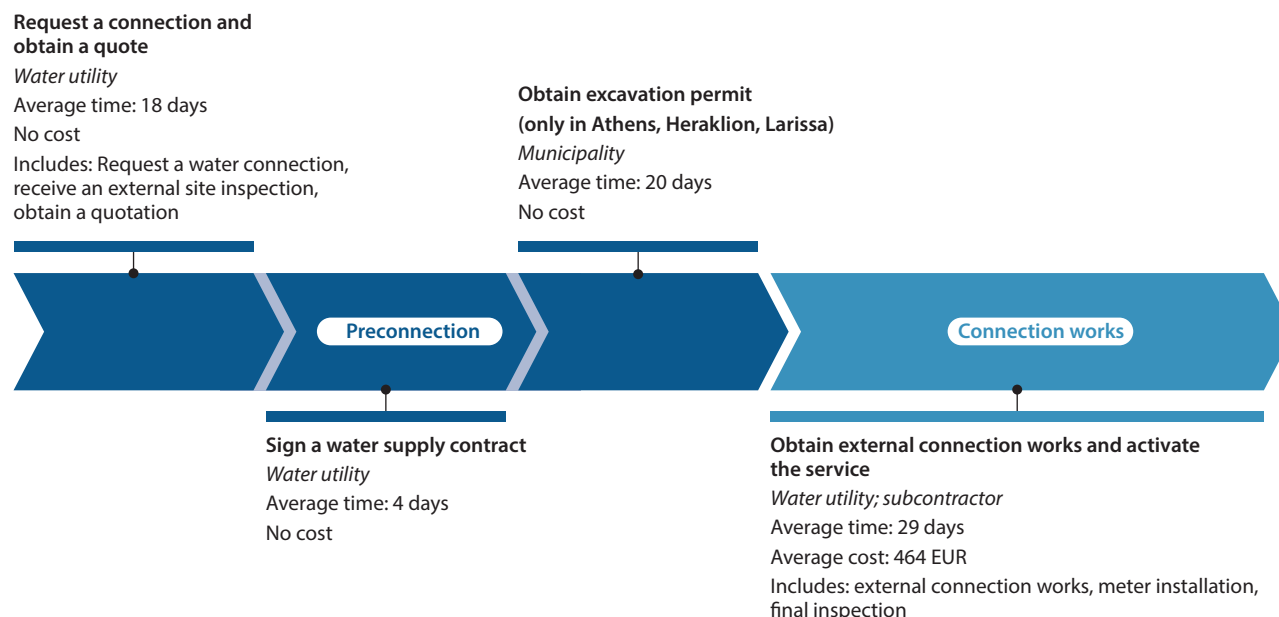 Request a connection and
obtain a quote
Water utility
Average time: 18 days
No cost
Includes: Request a water connection,
receive an external site inspection,
obtain a quotation
Obtain excavation permit
(only in Athens, Heraklion, Larissa)
Municipality
Average time: 20 days
No cost
Preconnection
Connection works
Sign a water supply contract
Water utility
Average time: 4 days
No cost
Obtain external connection works and activate
the service
Water utility; subcontractor
Average time: 29 days
Average cost: 464 EUR
Includes: external connection works, meter installation,
final inspection